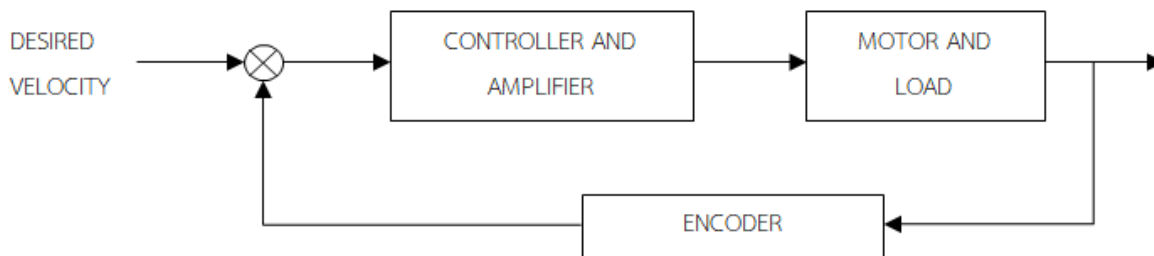 DESIRED
VELOCITY
CONTROLLER AND
AMPLIFIER
MOTOR AND
LOAD
ENCODER